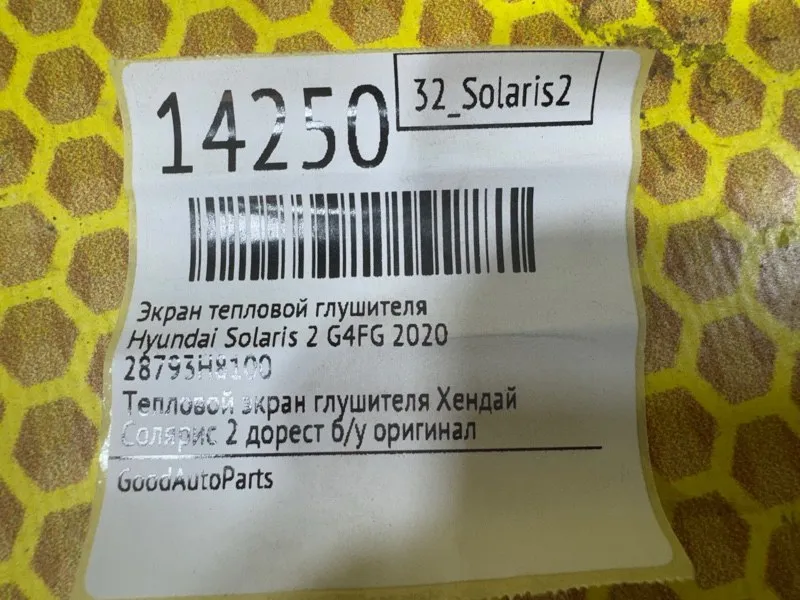 14250
32_Solaris2
Экран тепловой глушителя
Hyundai Solaris 2 G4FG 2020
28793H8100
Тепловой экран глушителя Хендай
Солярис 2 дорест б/у оригинал
GoodAutoParts